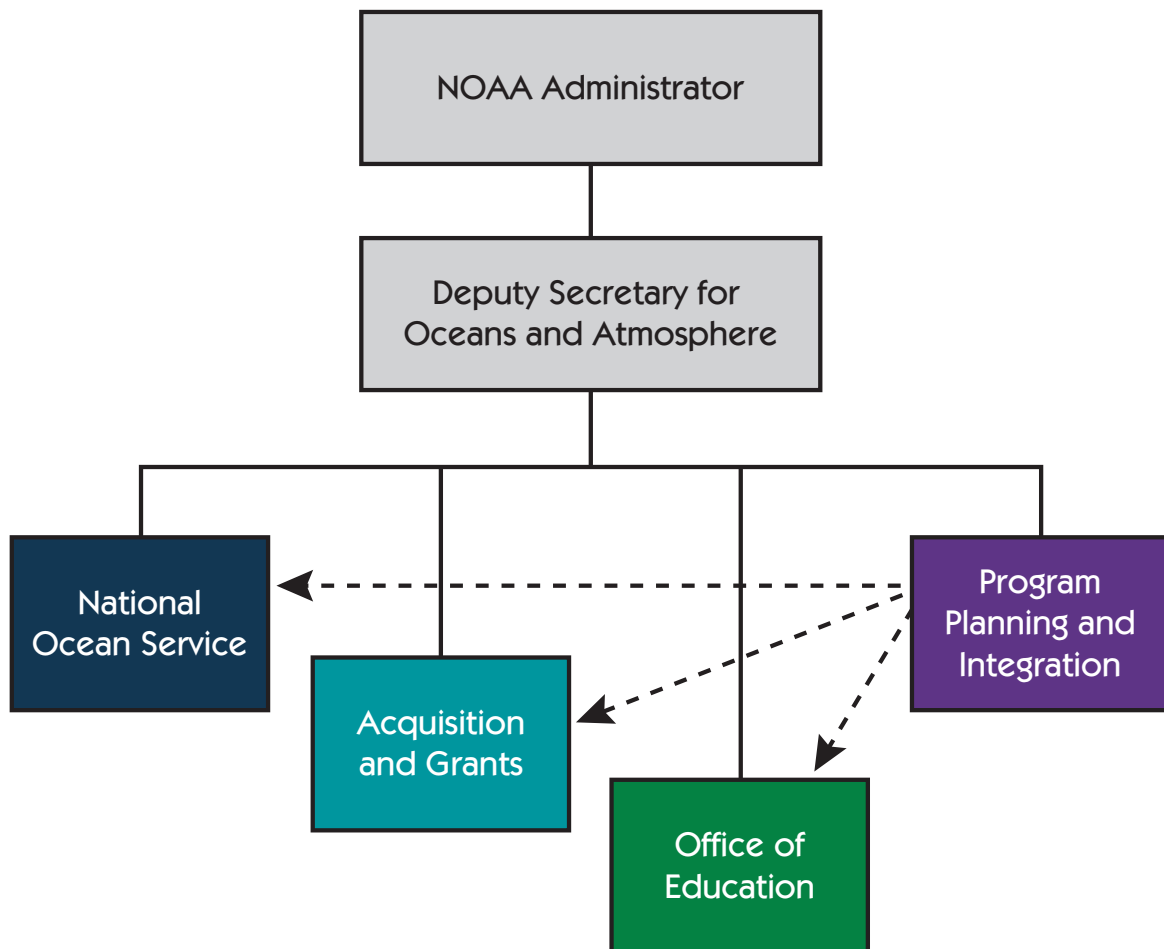 NOAA Administrator
Deputy Secretary for
Oceans and Atmosphere
National
Ocean Service
Acquisition
and Grants
Office of
Education
Program
Planning and
Integration